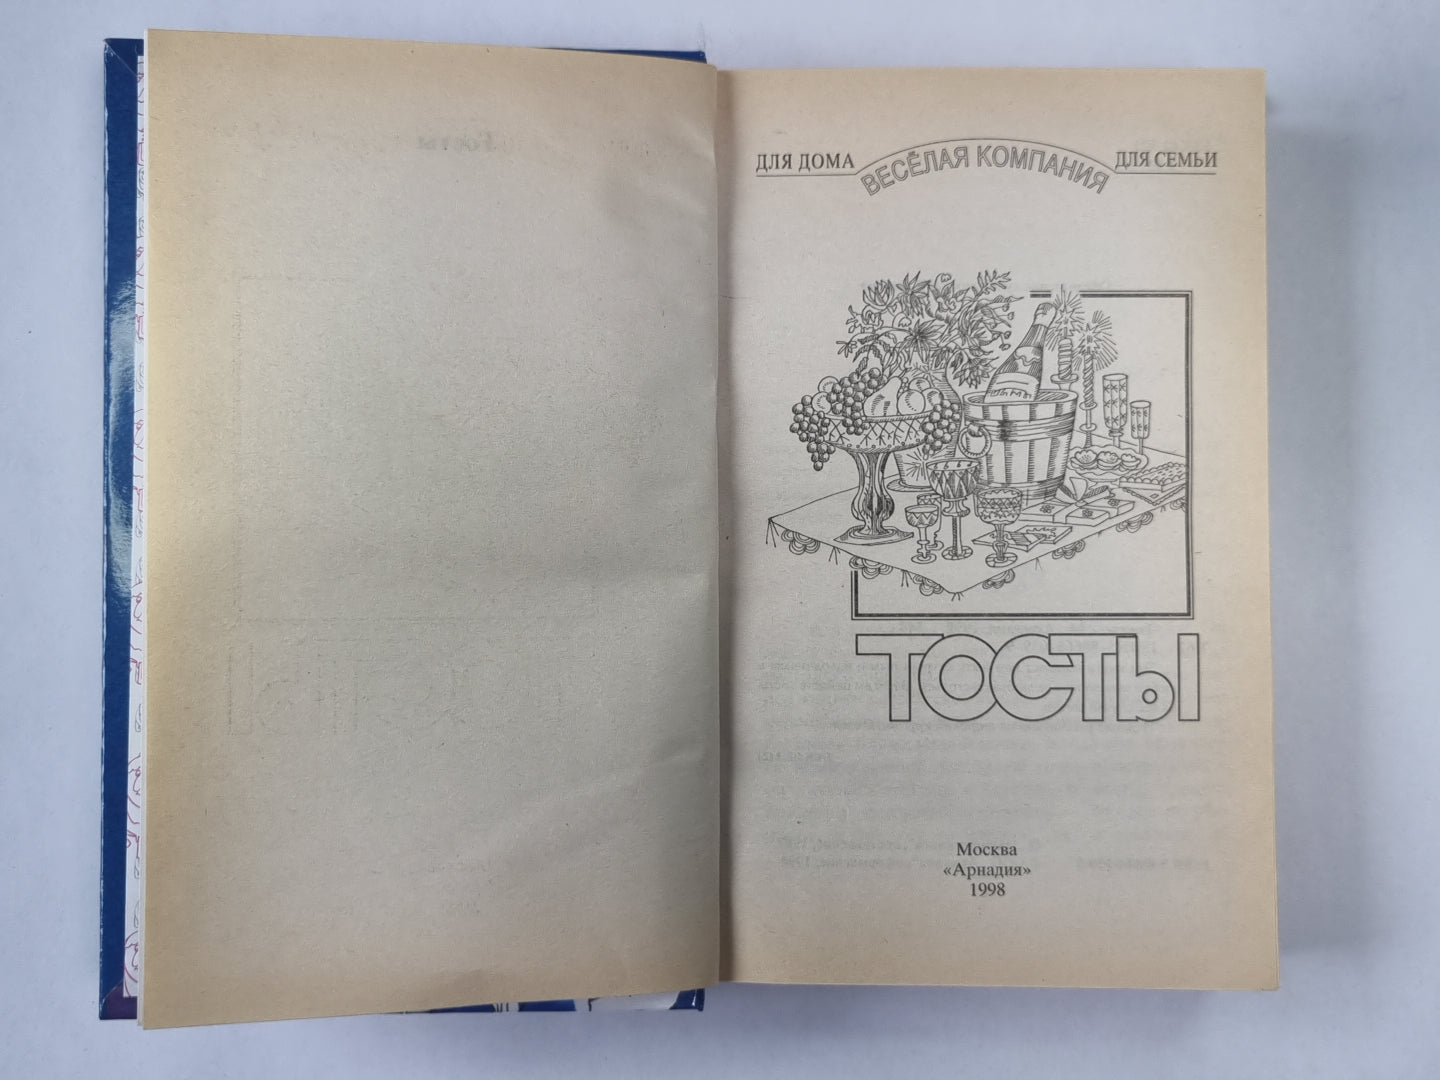 ДЛЯ ДОМА ВЕСЁЛАЯ КОМПАНИЯ ДЛЯ СЕМЬИ
ТОСТЫ
Москва
«Арнадия»
1998